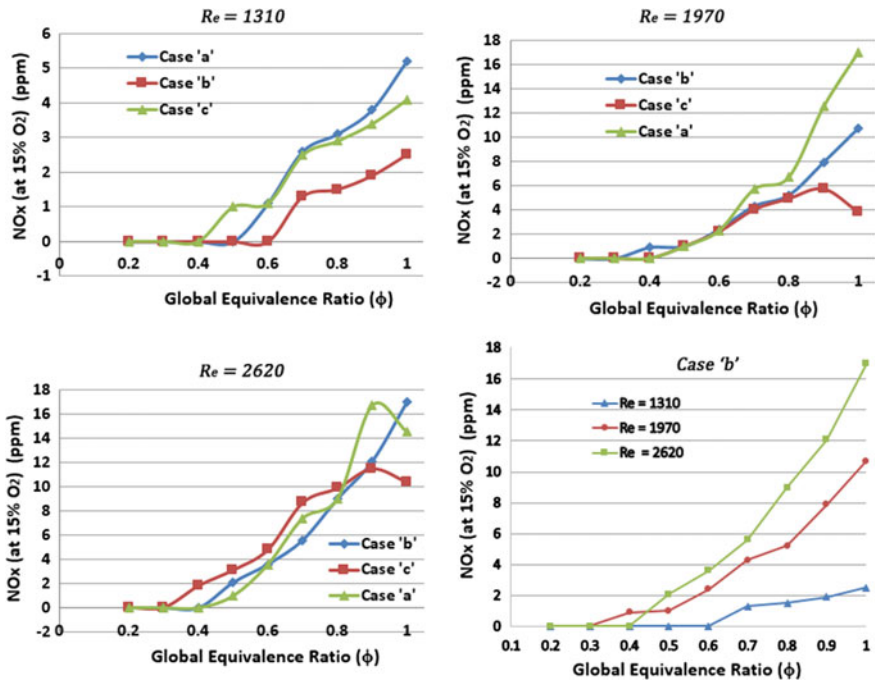 Re = 1310
NOx (at 15% O2) (ppm)
6
5
4
3
2
1
0
-1
Case 'a'
Case 'b'
Case 'c'
0 0.2 0.4 0.6 0.8 1
Global Equivalence Ratio (ϕ)
Re = 1970
NOx (at 15% O2) (ppm)
18
16
14
12
10
8
6
4
2
0
-2
Case 'b'
Case 'c'
Case 'a'
0 0.2 0.4 0.6 0.8 1
Global Equivalence Ratio (ϕ)
Re = 2620
NOx (at 15% O2) (ppm)
18
16
14
12
10
8
6
4
2
0
-2
Case 'b'
Case 'c'
Case 'a'
0 0.2 0.4 0.6 0.8 1
Global Equivalence Ratio (ϕ)
Case 'b'
NOx (at 15% O2) (ppm)
18
16
14
12
10
8
6
4
2
0
Re = 1310
Re = 1970
Re = 2620
0.1 0.2 0.3 0.4 0.5 0.6 0.7 0.8 0.9 1
Global Equivalence Ratio (ϕ)